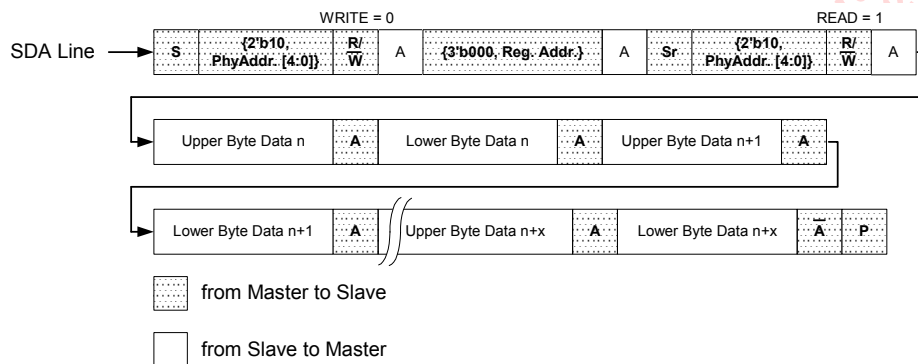 WRITE = 0 READ = 1
SDA Line S {2'b10, PhyAddr. [4:0]} R/W̅ A {3'b000, Reg. Addr.} A Sr {2'b10, PhyAddr. [4:0]} R/W̅ A
Upper Byte Data n A Lower Byte Data n A Upper Byte Data n+1 A
Lower Byte Data n+1 A Upper Byte Data n+x A Lower Byte Data n+x A̅ P
from Master to Slave
from Slave to Master